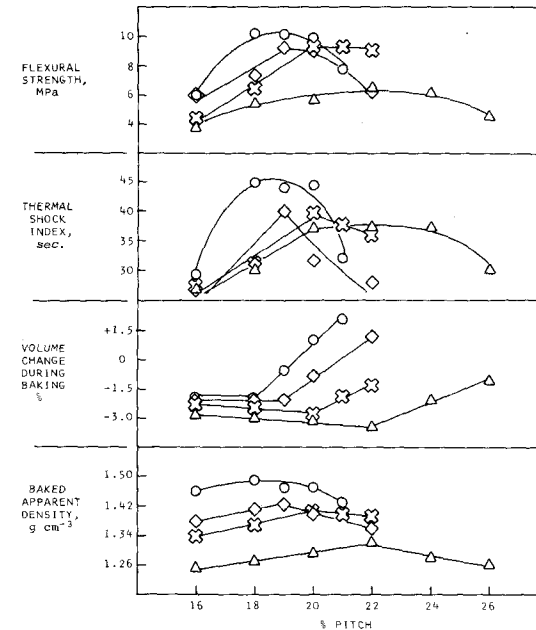 FLEXURAL
STRENGTH,
MPa
10
8
6
4
THERMAL
SHOCK
INDEX,
sec.
45
40
35
30
VOLUME
CHANGE
DURING
BAKING
%
+1.5
0
-1.5
-3.0
BAKED
APPARENT
DENSITY,
g cm-3
1.50
1.42
1.34
1.26
16 18 20 22 24 26
% PITCH